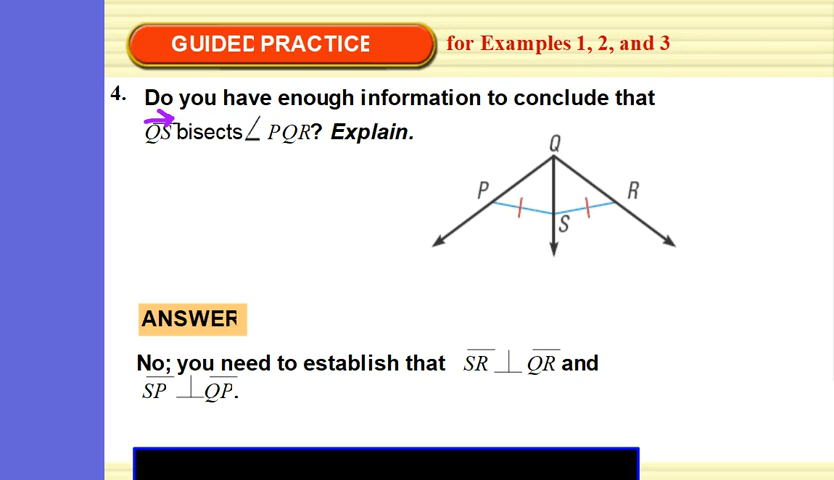 GUIDED PRACTICE for Examples 1, 2, and 3
4. Do you have enough information to conclude that
QS bisects ∠ PQR? Explain.
Q
P
R
S
ANSWER
No; you need to establish that SR ⊥ QR and
SP ⊥ QP.